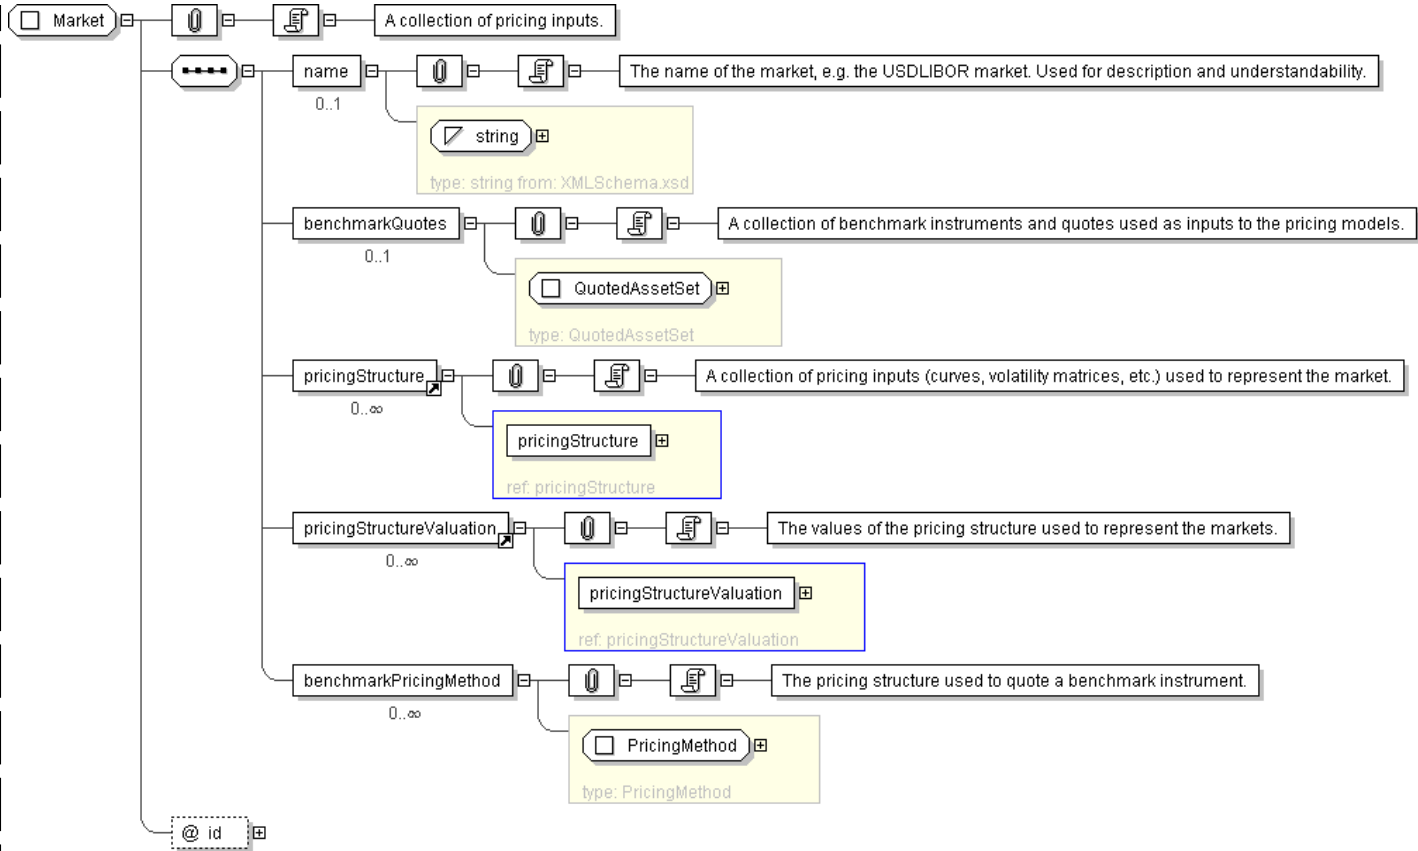 Market
A collection of pricing inputs.
name
The name of the market, e.g. the USDLIBOR market. Used for description and understandability.
0..1
string
type: string from: XMLSchema.xsd
benchmarkQuotes
A collection of benchmark instruments and quotes used as inputs to the pricing models.
0..1
QuotedAssetSet
type: QuotedAssetSet
pricingStructure
A collection of pricing inputs (curves, volatility matrices, etc.) used to represent the market.
0..∞
pricingStructure
ref: pricingStructure
pricingStructureValuation
The values of the pricing structure used to represent the markets.
0..∞
pricingStructureValuation
ref: pricingStructureValuation
benchmarkPricingMethod
The pricing structure used to quote a benchmark instrument.
0..∞
PricingMethod
type: PricingMethod
@ id